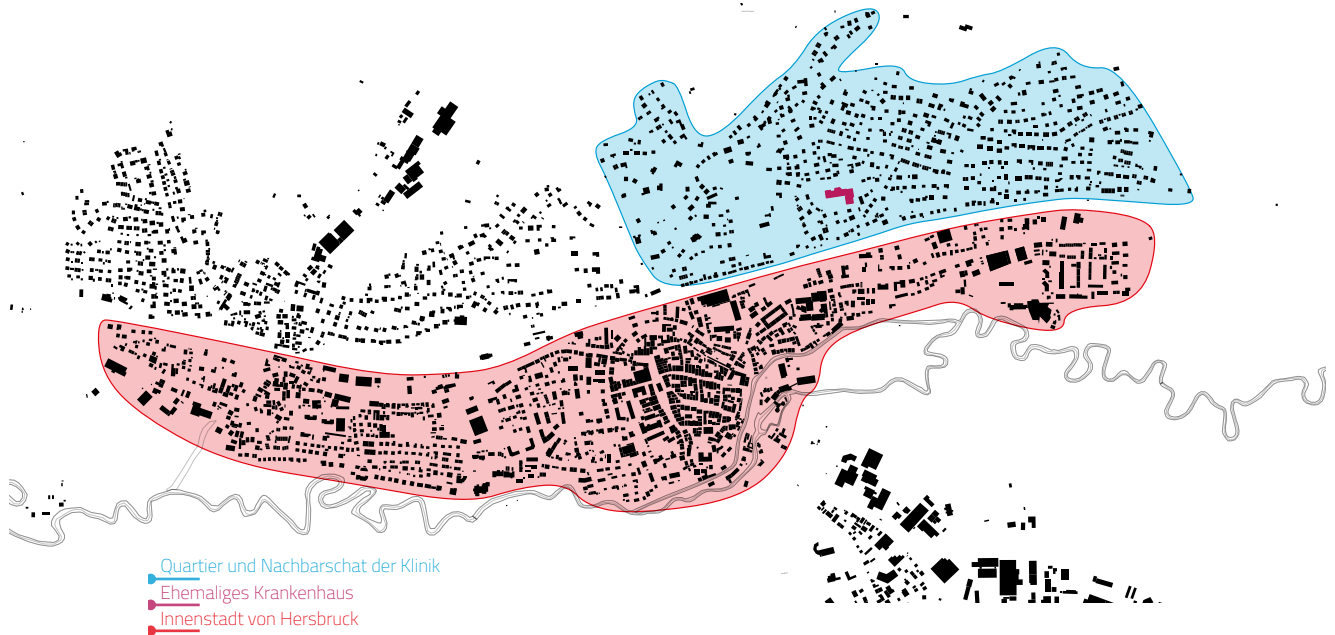 Quartier und Nachbarschat der Klinik
Ehemaliges Krankenhaus
Innenstadt von Hersbruck